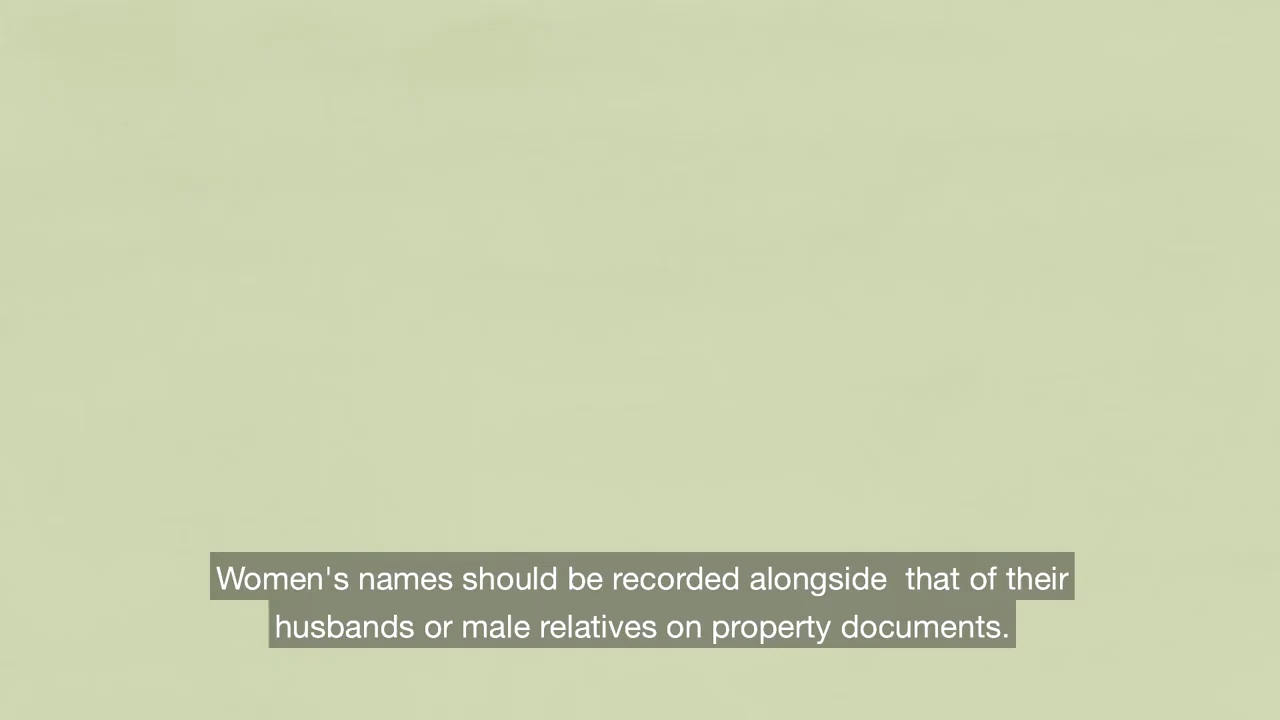 Women's names should be recorded alongside  that of their
husbands or male relatives on property documents.